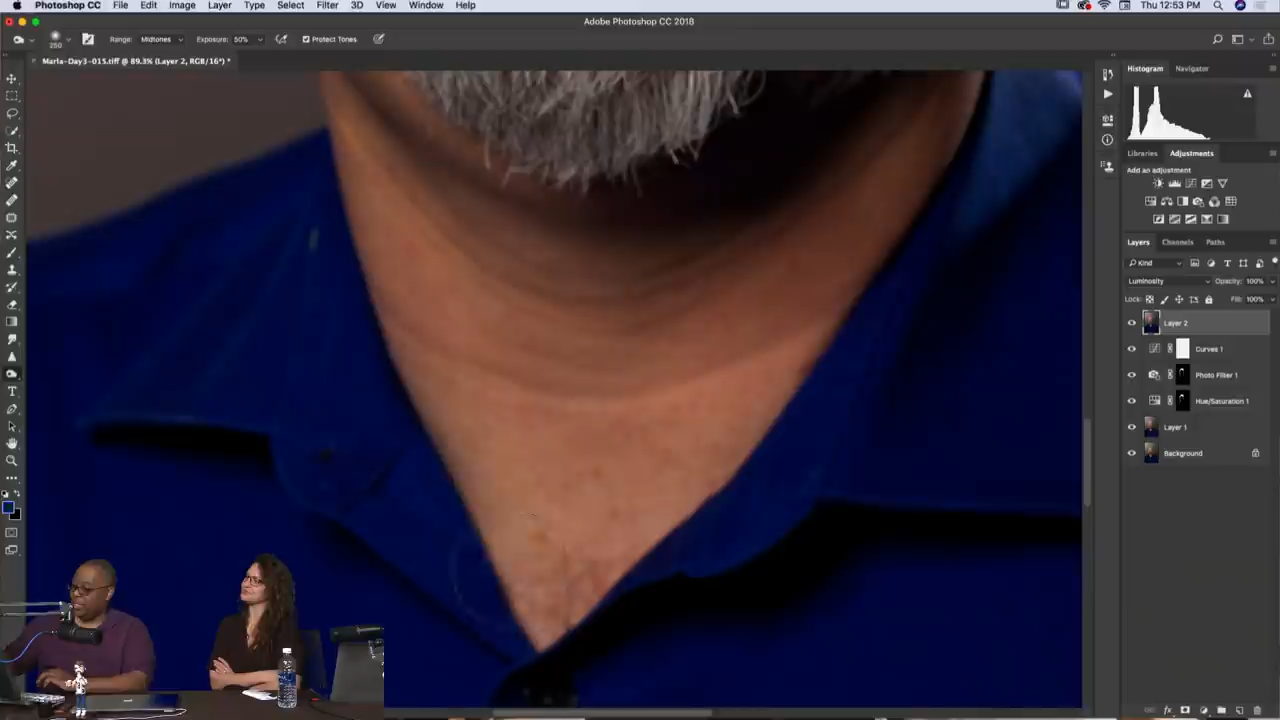 Photoshop CC File Edit Image Layer Type Select Filter 3D View Window Help Thu 12:53 PM
Adobe Photoshop CC 2018
250 Range: Midtones Exposure: 50% Protect Tones
Marla-Day3-015.tiff @ 89.3% (Layer 2, RGB/16*) *
Histogram Navigator
Libraries Adjustments
Add an adjustment
Layers Channels Paths
Kind
Luminosity Opacity: 100%
Lock: Fill: 100%
Layer 2
Curves 1
Photo Filter 1
Hue/Saturation 1
Layer 1
Background
fx